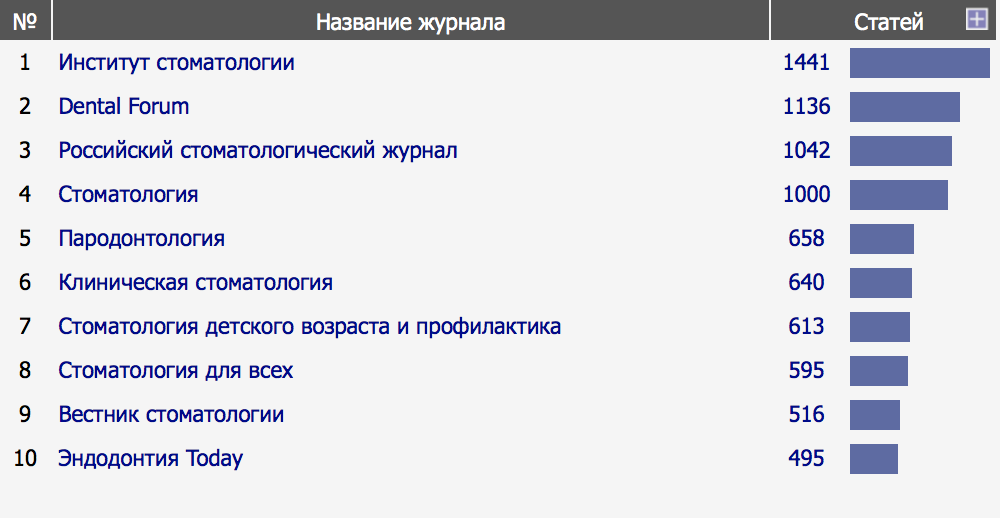 № Название журнала Статей
1 Институт стоматологии 1441
2 Dental Forum 1136
3 Российский стоматологический журнал 1042
4 Стоматология 1000
5 Пародонтология 658
6 Клиническая стоматология 640
7 Стоматология детского возраста и профилактика 613
8 Стоматология для всех 595
9 Вестник стоматологии 516
10 Эндодонтия Today 495